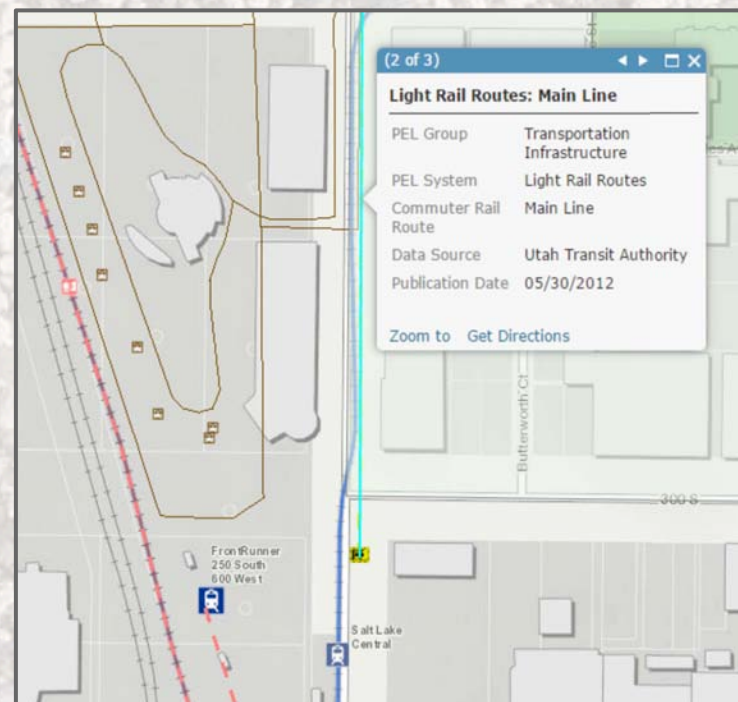 (2 of 3)
Light Rail Routes: Main Line
PEL Group Transportation
Infrastructure
PEL System Light Rail Routes
Commuter Rail Main Line
Route
Data Source Utah Transit Authority
Publication Date 05/30/2012
Zoom to Get Directions
Butterworth Ct
300 S
FrontRunner
250 South
600 West
Salt Lake
Central